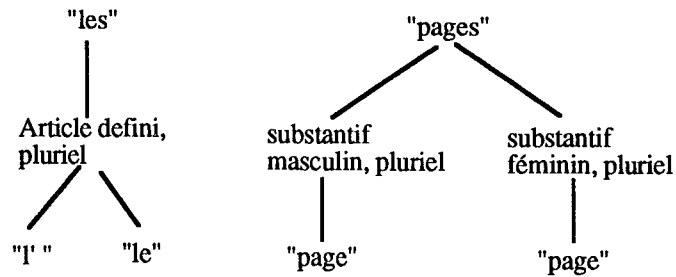 "les"
"pages"
Article defini,
pluriel
substantif
masculin, pluriel
substantif
féminin, pluriel
"l' "
"le"
"page"
"page"